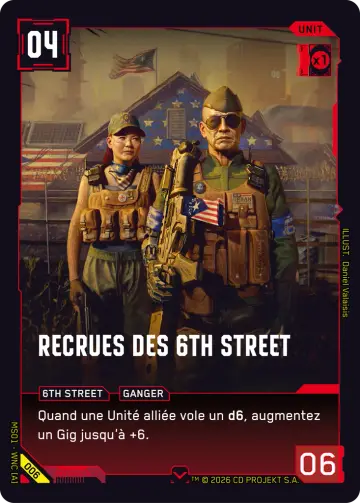 04
UNIT
x1
ILLUST. Daniel Valaisis
RECRUES DES 6TH STREET
6TH STREET
GANGER
Quand une Unité alliée vole un d6, augmentez
un Gig jusqu'à +6.
MS01 - WNC [A]
006
™ © 2026 CD PROJEKT S.A.
06